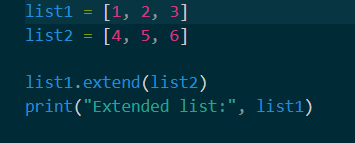 list1 = [1, 2, 3]
list2 = [4, 5, 6]
list1.extend(list2)
print("Extended list:", list1)